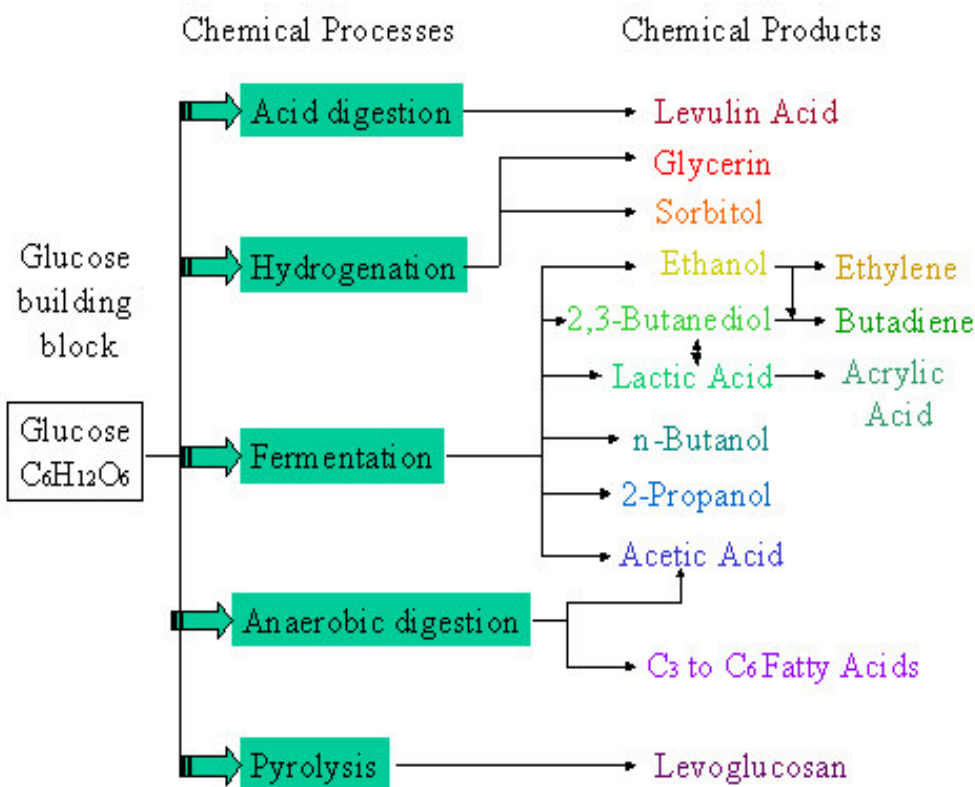 Chemical Processes
Chemical Products
Acid digestion
Levulin Acid
Glycerin
Sorbitol
Hydrogenation
Glucose
building
block
Ethanol
Ethylene
2,3-Butanediol
Butadiene
Lactic Acid
Acrylic
Acid
Glucose
C₆H₁₂O₆
Fermentation
n-Butanol
2-Propanol
Acetic Acid
Anaerobic digestion
C₃ to C₆ Fatty Acids
Pyrolysis
Levoglucosan